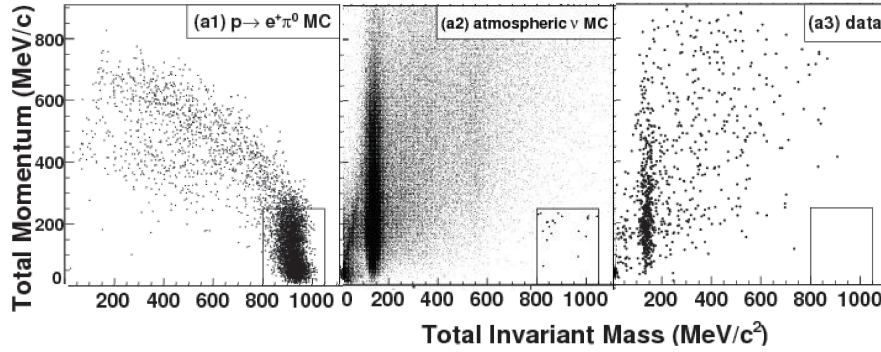 (a1) p → e⁺π⁰ MC
(a2) atmospheric ν MC
(a3) data
Total Momentum (MeV/c)
800
600
400
200
0
200 400 600 800 1000
0 200 400 600 800 1000
200 400 600 800 1000
Total Invariant Mass (MeV/c²)